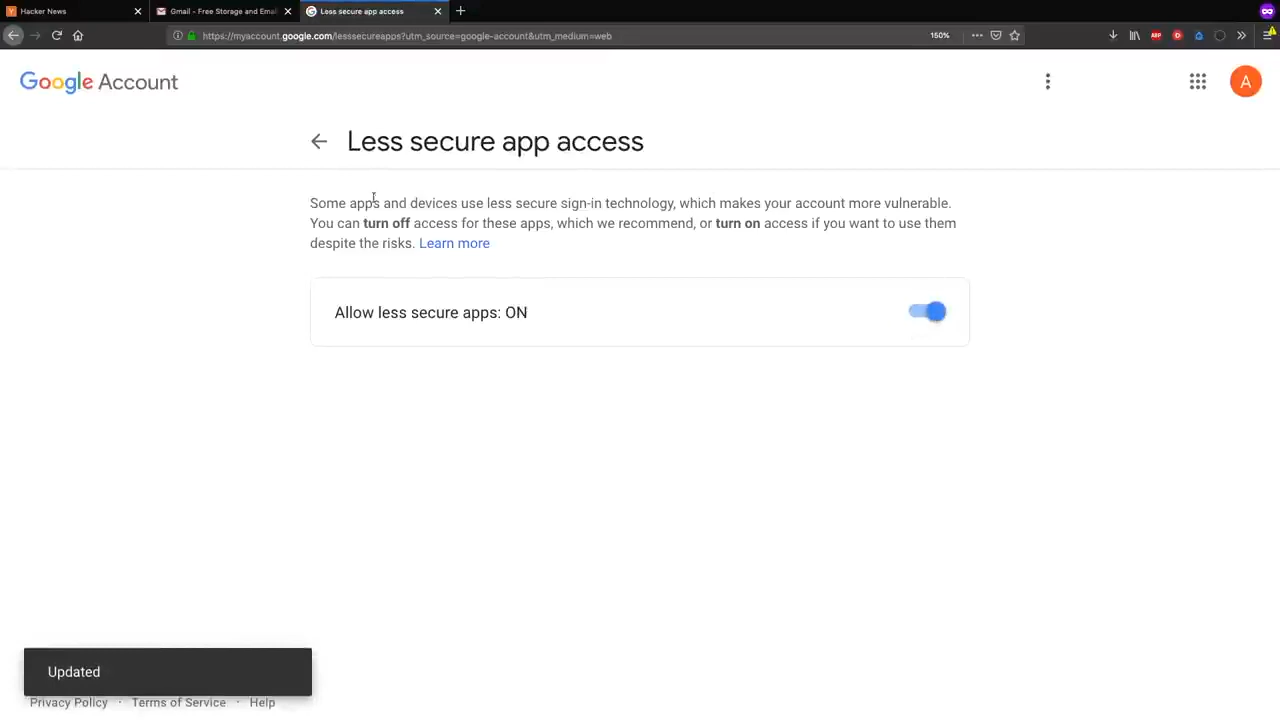 Hacker News
Gmail - Free Storage and Emai
Less secure app access
https://myaccount.google.com/lesssecureapps?utm_source=google-account&utm_medium=web
150%
ABP
Google Account
A
Less secure app access
Some apps and devices use less secure sign-in technology, which makes your account more vulnerable.
You can turn off access for these apps, which we recommend, or turn on access if you want to use them
despite the risks. Learn more
Allow less secure apps: ON
Updated
Privacy Policy · Terms of Service · Help